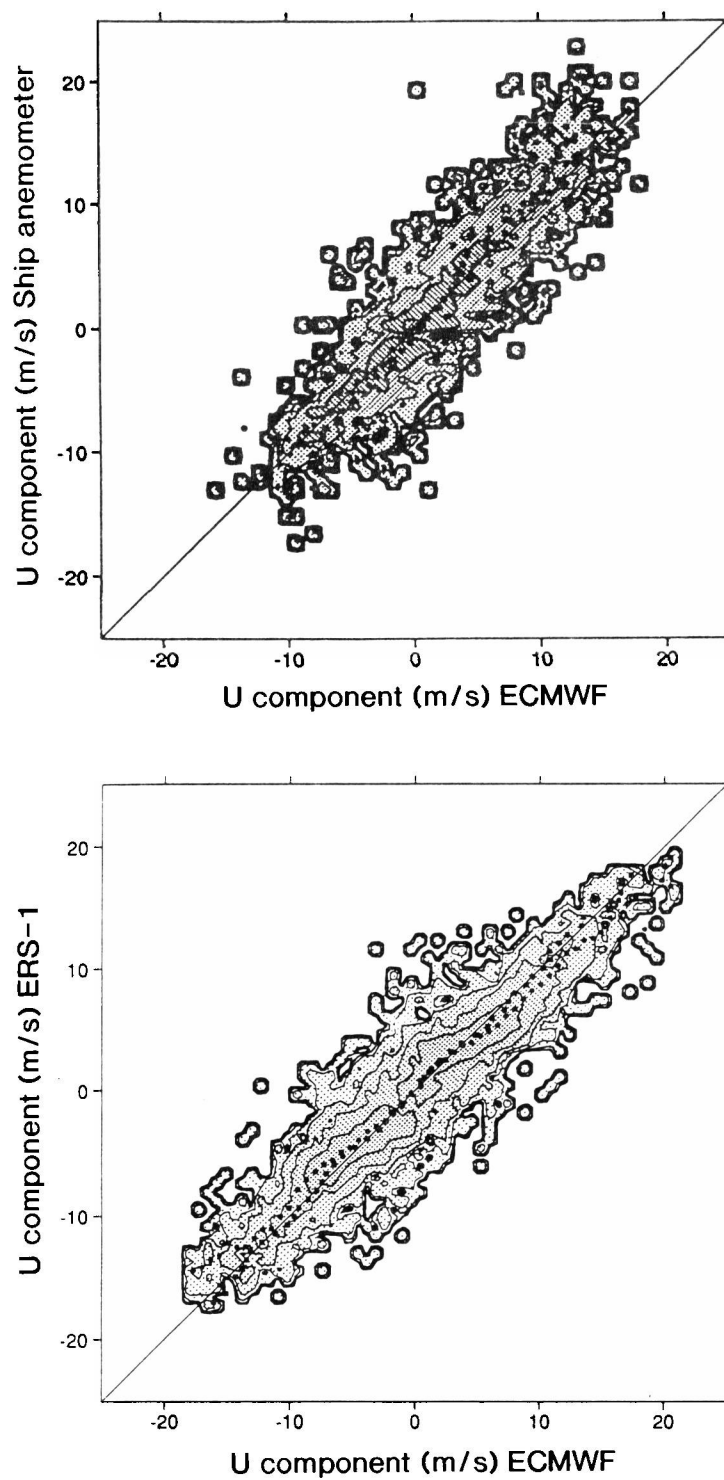 U component (m/s) Ship anemometer
20
10
0
-10
-20
-20 -10 0 10 20
U component (m/s) ECMWF
U component (m/s) ERS-1
20
10
0
-10
-20
-20 -10 0 10 20
U component (m/s) ECMWF